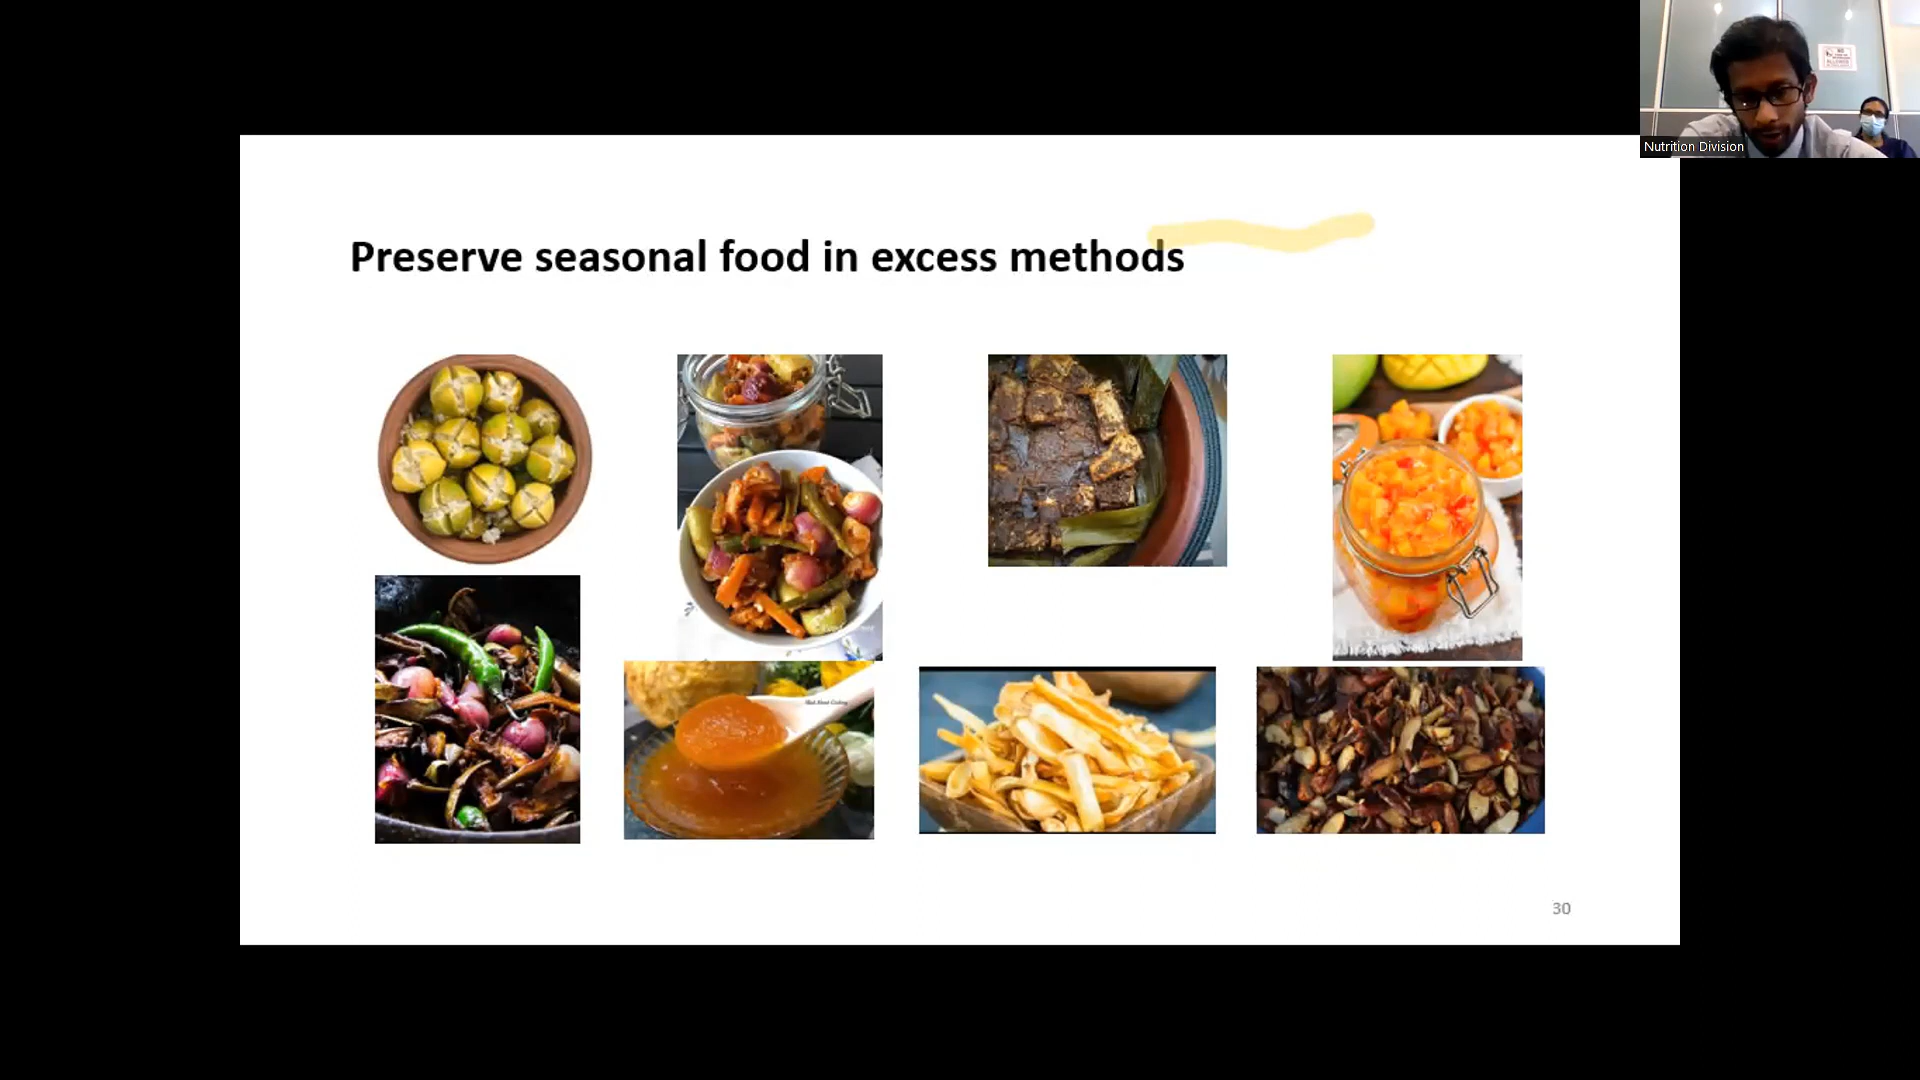 Nutrition Division
Preserve seasonal food in excess methods
30